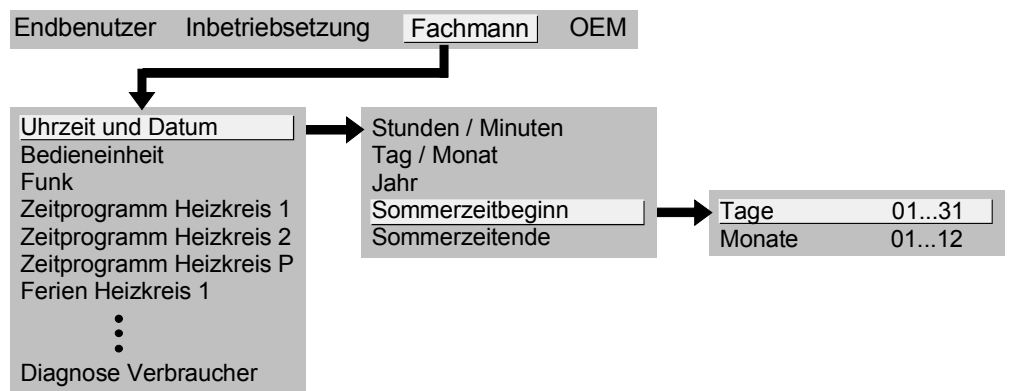 Endbenutzer Inbetriebsetzung Fachmann OEM
Uhrzeit und Datum
Bedieneinheit
Funk
Zeitprogramm Heizkreis 1
Zeitprogramm Heizkreis 2
Zeitprogramm Heizkreis P
Ferien Heizkreis 1
Diagnose Verbraucher
Stunden / Minuten
Tag / Monat
Jahr
Sommerzeitbeginn
Sommerzeitende
Tage 01...31
Monate 01...12